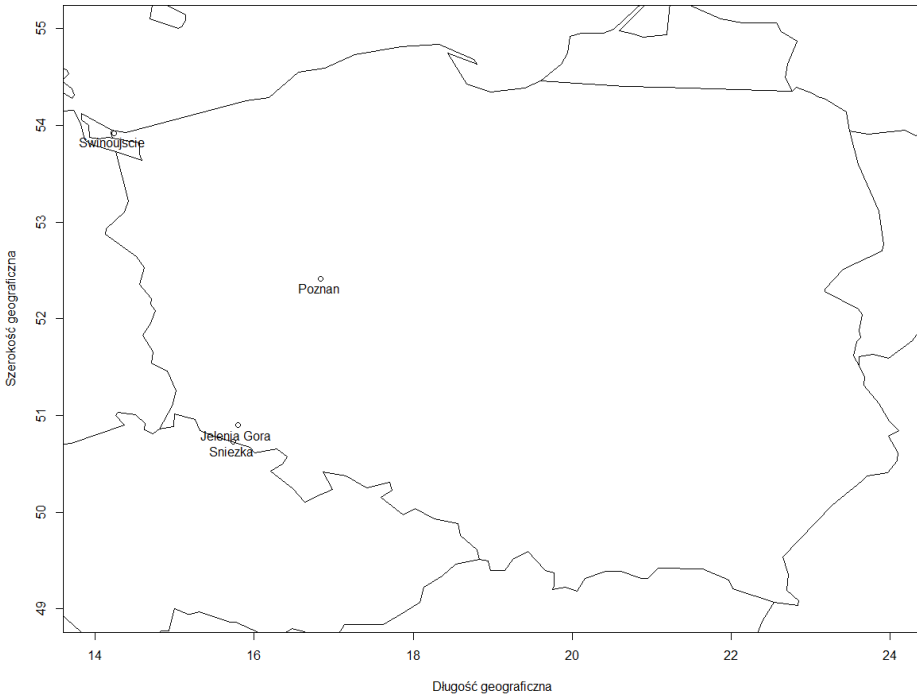 55
54
Swinoujscie
53
Poznan
52
Szerokość geograficzna
51
Jelenia Gora
Sniezka
50
49
14 16 18 20 22 24
Długość geograficzna